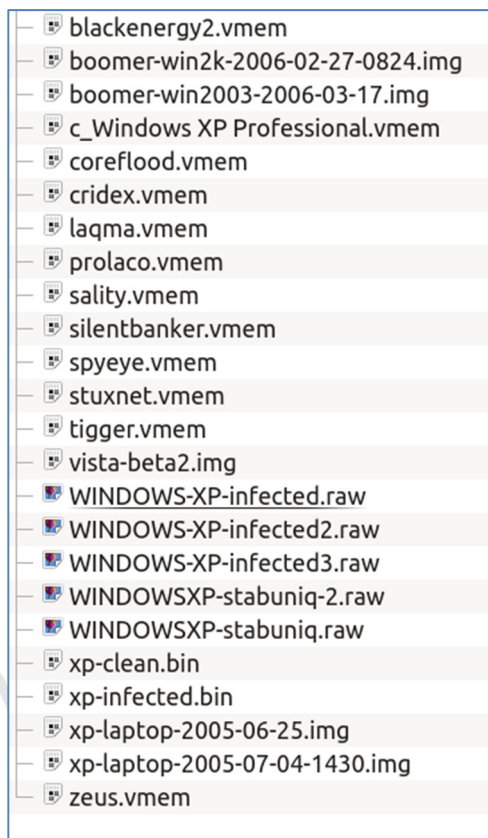 blackenergy2.vmem
boomer-win2k-2006-02-27-0824.img
boomer-win2003-2006-03-17.img
c_Windows XP Professional.vmem
coreflood.vmem
cridex.vmem
laqma.vmem
prolaco.vmem
sality.vmem
silentbanker.vmem
spyeye.vmem
stuxnet.vmem
tigger.vmem
vista-beta2.img
WINDOWS-XP-infected.raw
WINDOWS-XP-infected2.raw
WINDOWS-XP-infected3.raw
WINDOWSXP-stabuniq-2.raw
WINDOWSXP-stabuniq.raw
xp-clean.bin
xp-infected.bin
xp-laptop-2005-06-25.img
xp-laptop-2005-07-04-1430.img
zeus.vmem